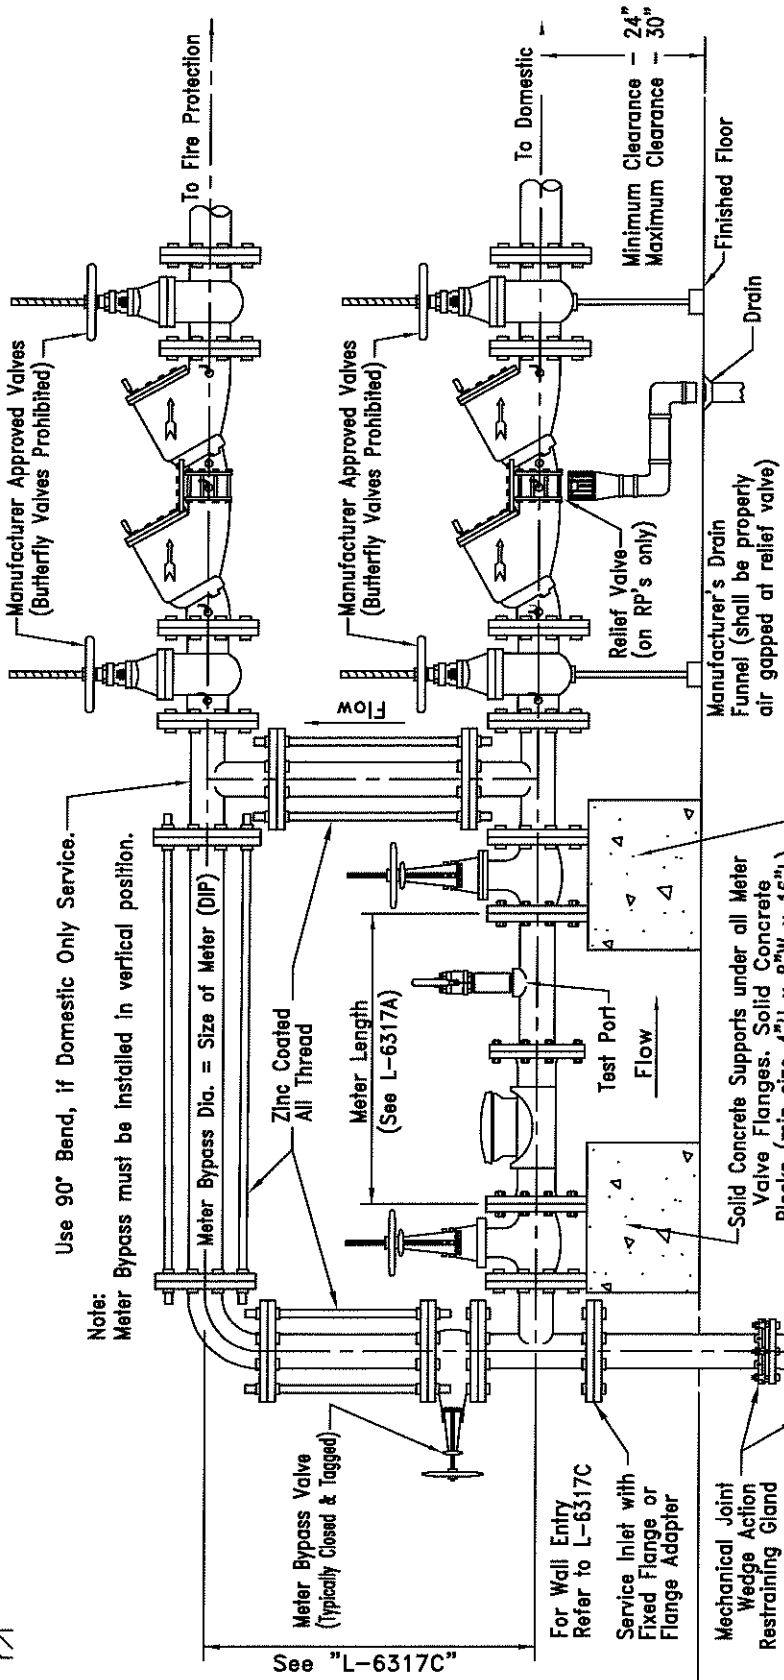 Use 90° Bend, if Domestic Only Service.
Note:
Meter Bypass must be installed in vertical position.
Manufacturer Approved Valves
(Butterfly Valves Prohibited)
To Fire Protection
Meter Bypass Dia. = Size of Meter (DIP)
Zinc Coated
All Thread
Flow
Manufacturer Approved Valves
(Butterfly Valves Prohibited)
To Domestic
Minimum Clearance - 24"
Maximum Clearance - 30"
Meter Bypass Valve
(Typically Closed & Tagged)
See "L-6317C"
Meter Length
(See L-6317A)
Test Port
Flow
Relief Valve
(on RP's only)
Finished Floor
Drain
Manufacturer's Drain
Funnel (shall be properly
air gapped at relief valve)
For Wall Entry
Refer to L-6317C
Service Inlet with
Fixed Flange or
Flange Adapter
Mechanical Joint
Wedge Action
Restraining Gland
Solid Concrete Supports under all Meter
Valve Flanges. Solid Concrete
Blocks (min size 4"H x 8"W x 16"L)